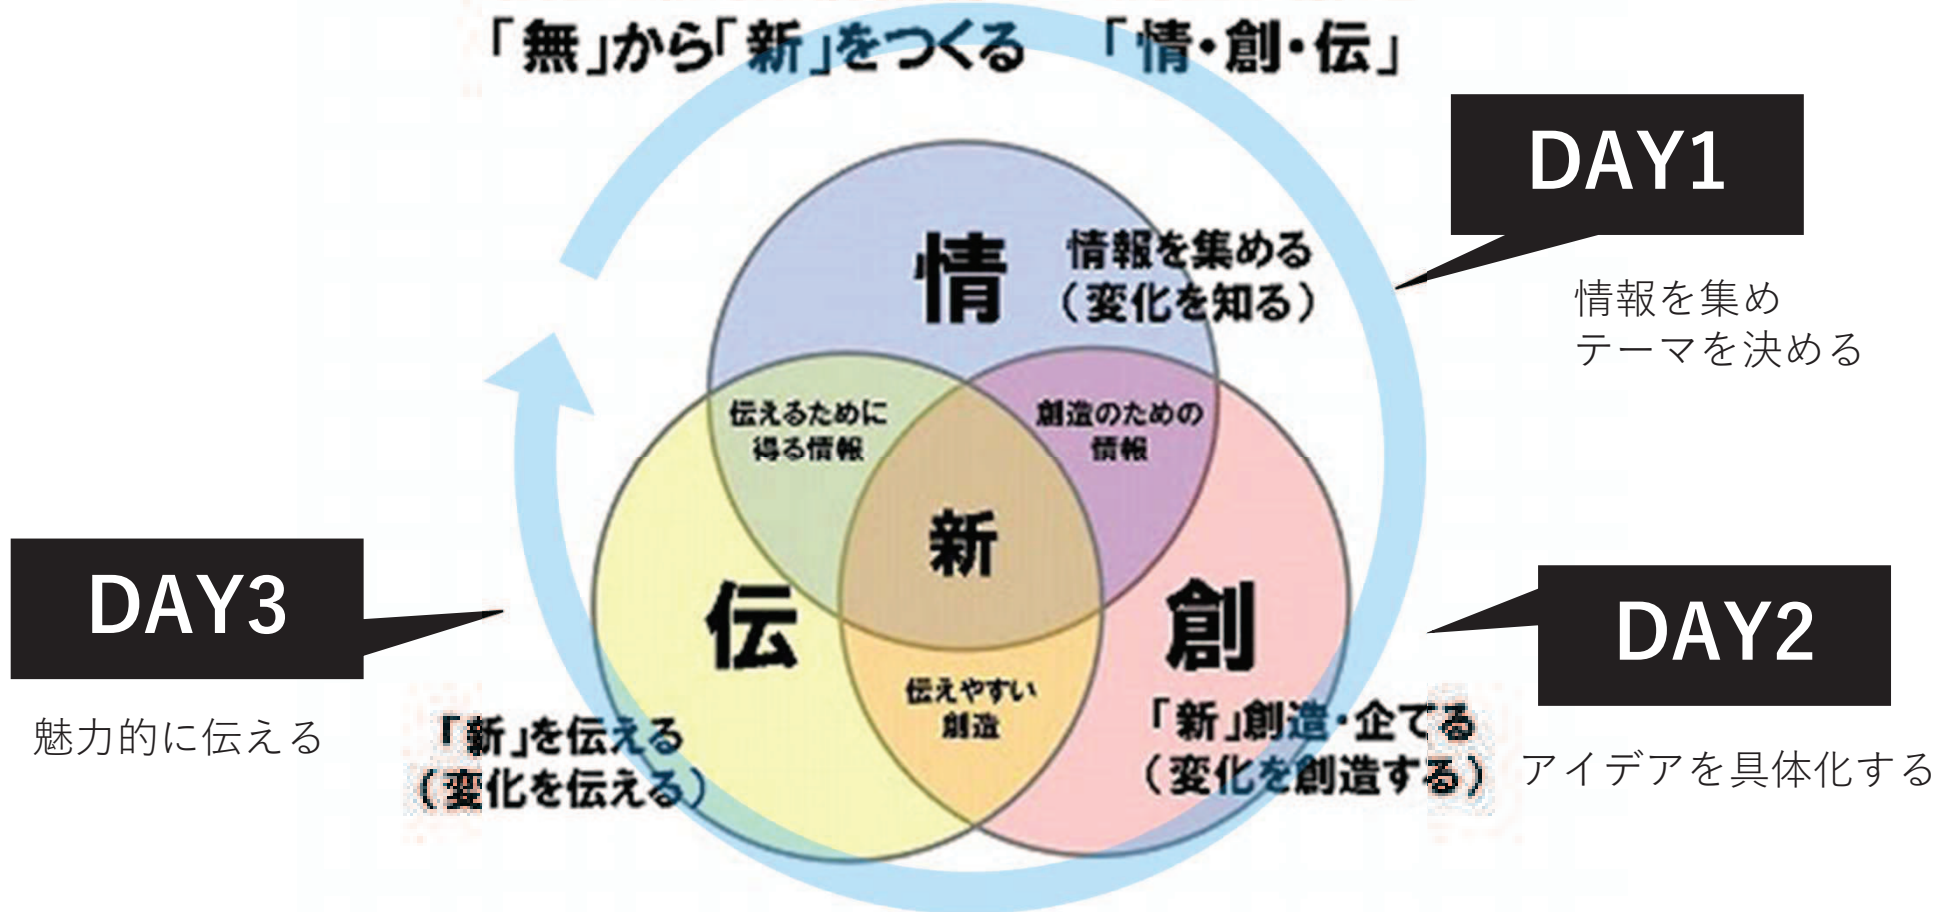 「無」から「新」をつくる 「情・創・伝」
DAY1
情報を集め
テーマを決める
情
情報を集める
(変化を知る)
伝えるために
得る情報
創造のための
情報
新
DAY3
魅力的に伝える
伝
「新」を伝える
(変化を伝える)
伝えやすい
創造
創
「新」創造・企てる
(変化を創造する)
DAY2
アイデアを具体化する